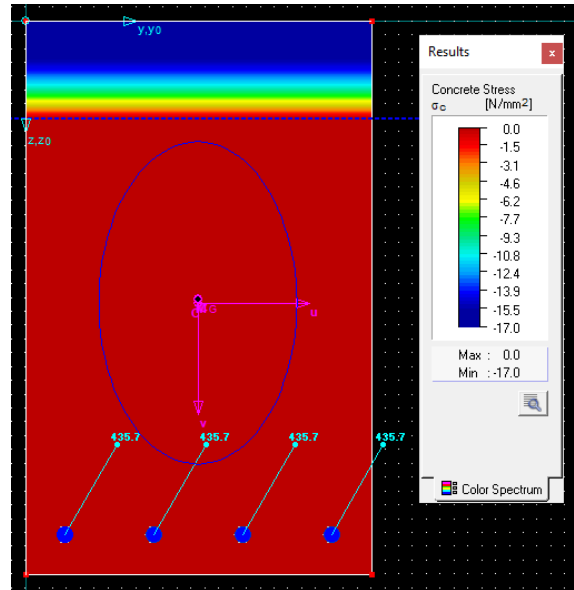 y,y0
z,z0
u
v
435.7 435.7 435.7 435.7
Results
x
Concrete Stress
σc [N/mm2]
0.0
-1.5
-3.1
-4.6
-6.2
-7.7
-9.3
-10.8
-12.4
-13.9
-15.5
-17.0
Max : 0.0
Min : -17.0
Color Spectrum